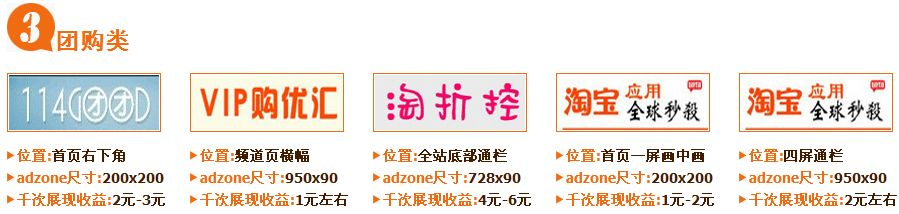 3 团购类
114GOOD
VIP购优汇
淘折控
淘宝 应用 beta
全球秒殺
淘宝 应用 beta
全球秒殺
位置:首页右下角
adzone尺寸:200x200
千次展现收益:2元-3元
位置:频道页横幅
adzone尺寸:950x90
千次展现收益:1元左右
位置:全站底部通栏
adzone尺寸:728x90
千次展现收益:4元-6元
位置:首页一屏画中画
adzone尺寸:200x200
千次展现收益:1元-2元
位置:四屏通栏
adzone尺寸:950x90
千次展现收益:2元左右